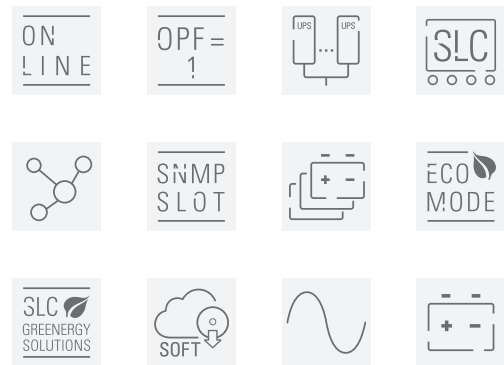 ON
LINE
OPF =
1
UPS UPS
...
SLC
SNMP
SLOT
+ -
ECO
MODE
SLC
GREENERGY
SOLUTIONS
SOFT
+ -